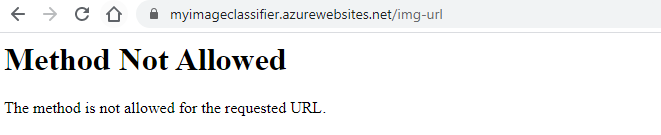 myimageclassifier.azurewebsites.net/img-url
Method Not Allowed
The method is not allowed for the requested URL.